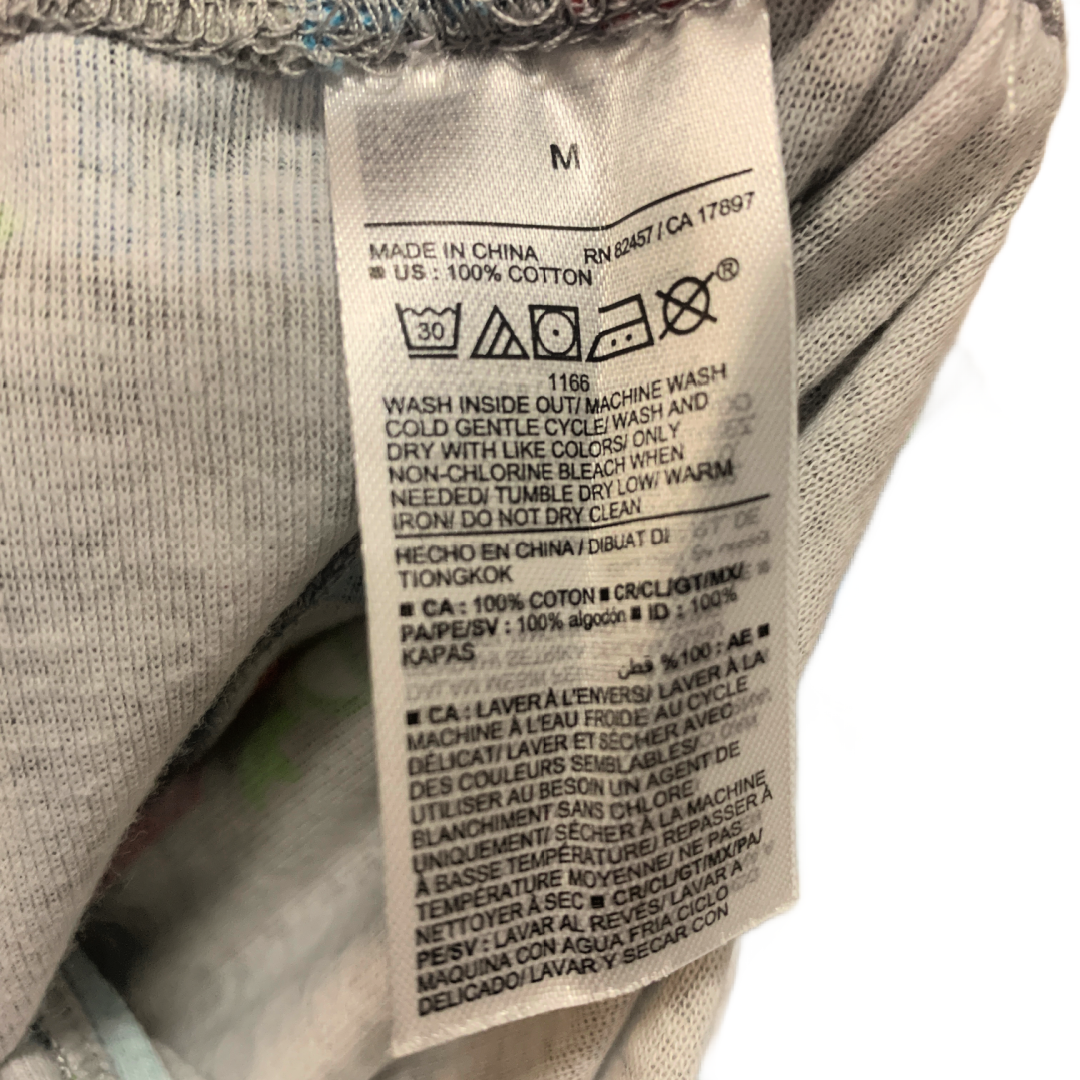 M
MADE IN CHINA RN 82457 / CA 17897
■ US : 100% COTTON
30
®
1166
WASH INSIDE OUT/ MACHINE WASH
COLD GENTLE CYCLE/ WASH AND
DRY WITH LIKE COLORS/ ONLY
NON-CHLORINE BLEACH WHEN
NEEDED/ TUMBLE DRY LOW/ WARM
IRON/ DO NOT DRY CLEAN
HECHO EN CHINA / DIBUAT DI
TIONGKOK
■ CA : 100% COTON ■ CR/CL/GT/MX/
PA/PE/SV : 100% algodón ■ ID : 100%
KAPAS
■ AE : 100% قطن
■ CA : LAVER À L'ENVERS/ LAVER À LA
MACHINE À L'EAU FROIDE AU CYCLE
DÉLICAT/ LAVER ET SÉCHER AVEC
DES COULEURS SEMBLABLES/
UTILISER AU BESOIN UN AGENT DE
BLANCHIMENT SANS CHLORE
UNIQUEMENT/ SÉCHER À LA MACHINE
À BASSE TEMPÉRATURE/ REPASSER À
TEMPÉRATURE MOYENNE/ NE PAS
NETTOYER À SEC ■ CR/CL/GT/MX/PA/
PE/SV : LAVAR AL REVÉS/ LAVAR A
MAQUINA CON AGUA FRIA CICLO
DELICADO/ LAVAR Y SECAR CON